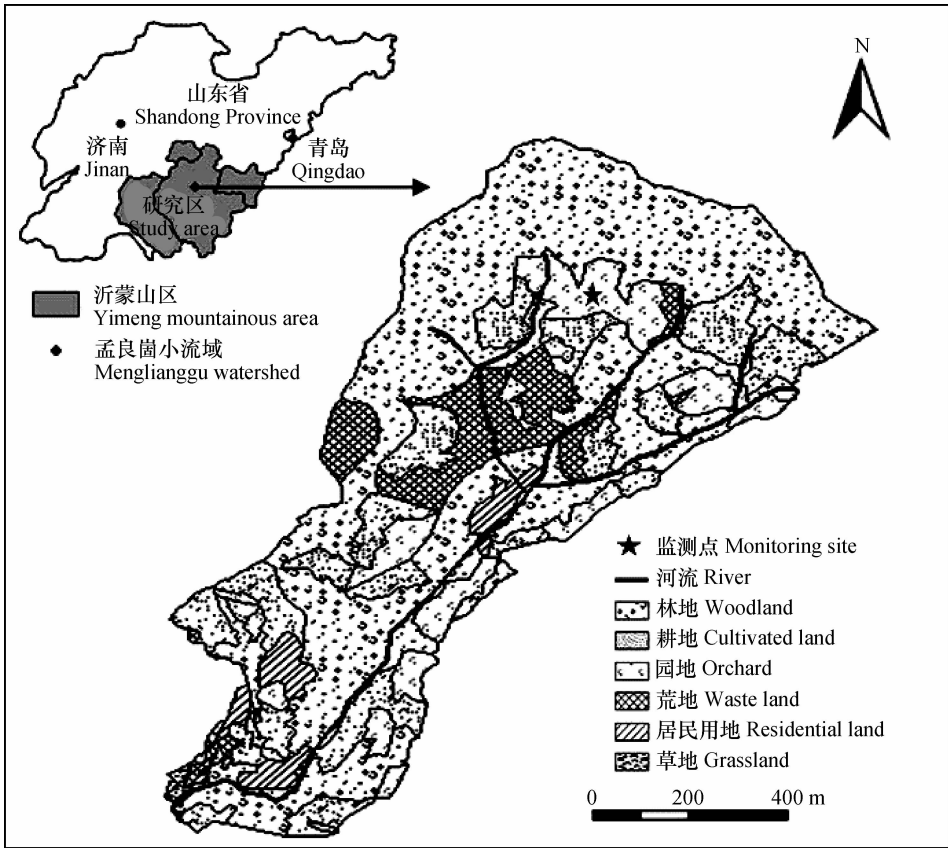 山东省
Shandong Province
济南
Jinan
青岛
Qingdao
研究区
Study area
沂蒙山区
Yimeng mountainous area
孟良崮小流域
Menglianggu watershed
N
监测点 Monitoring site
河流 River
林地 Woodland
耕地 Cultivated land
园地 Orchard
荒地 Waste land
居民用地 Residential land
草地 Grassland
0 200 400 m